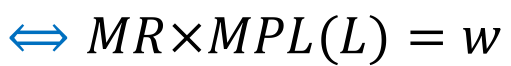 ⟺ MR×MPL(L) = w